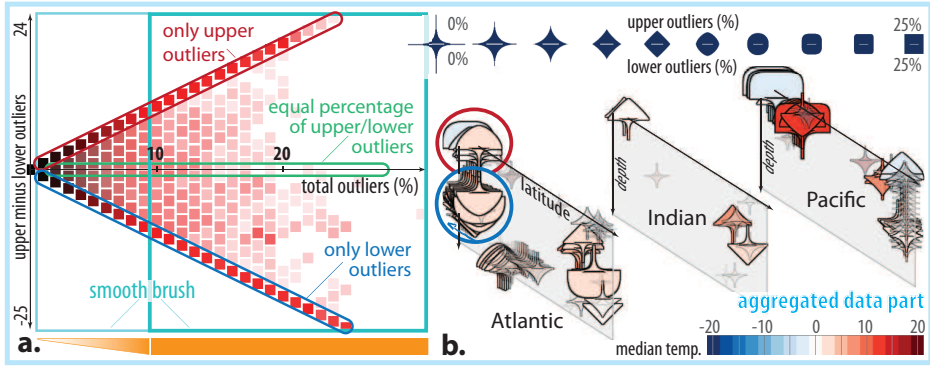 24
only upper
outliers
equal percentage
of upper/lower
outliers
10
20
total outliers (%)
upper minus lower outliers
only lower
outliers
smooth brush
-25
a.
0%
0%
upper outliers (%)
lower outliers (%)
25%
25%
depth
latitude
Atlantic
depth
Indian
depth
Pacific
aggregated data part
b.
median temp.
-20
-10
0
10
20